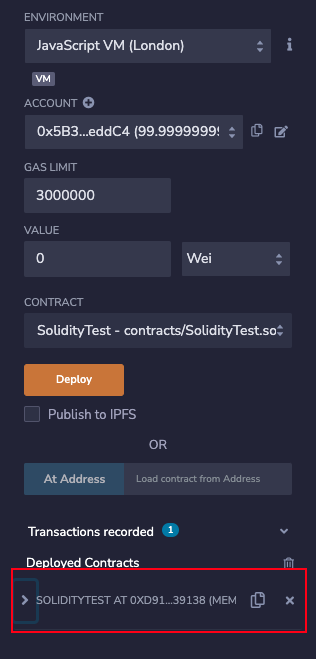 ENVIRONMENT
JavaScript VM (London)
VM
ACCOUNT
0x5B3...eddC4 (99.9999999
GAS LIMIT
3000000
VALUE
0 Wei
CONTRACT
SolidityTest - contracts/SolidityTest.so
Deploy
Publish to IPFS
OR
At Address Load contract from Address
Transactions recorded 1
Deployed Contracts
SOLIDITYTEST AT 0XD91...39138 (MEM